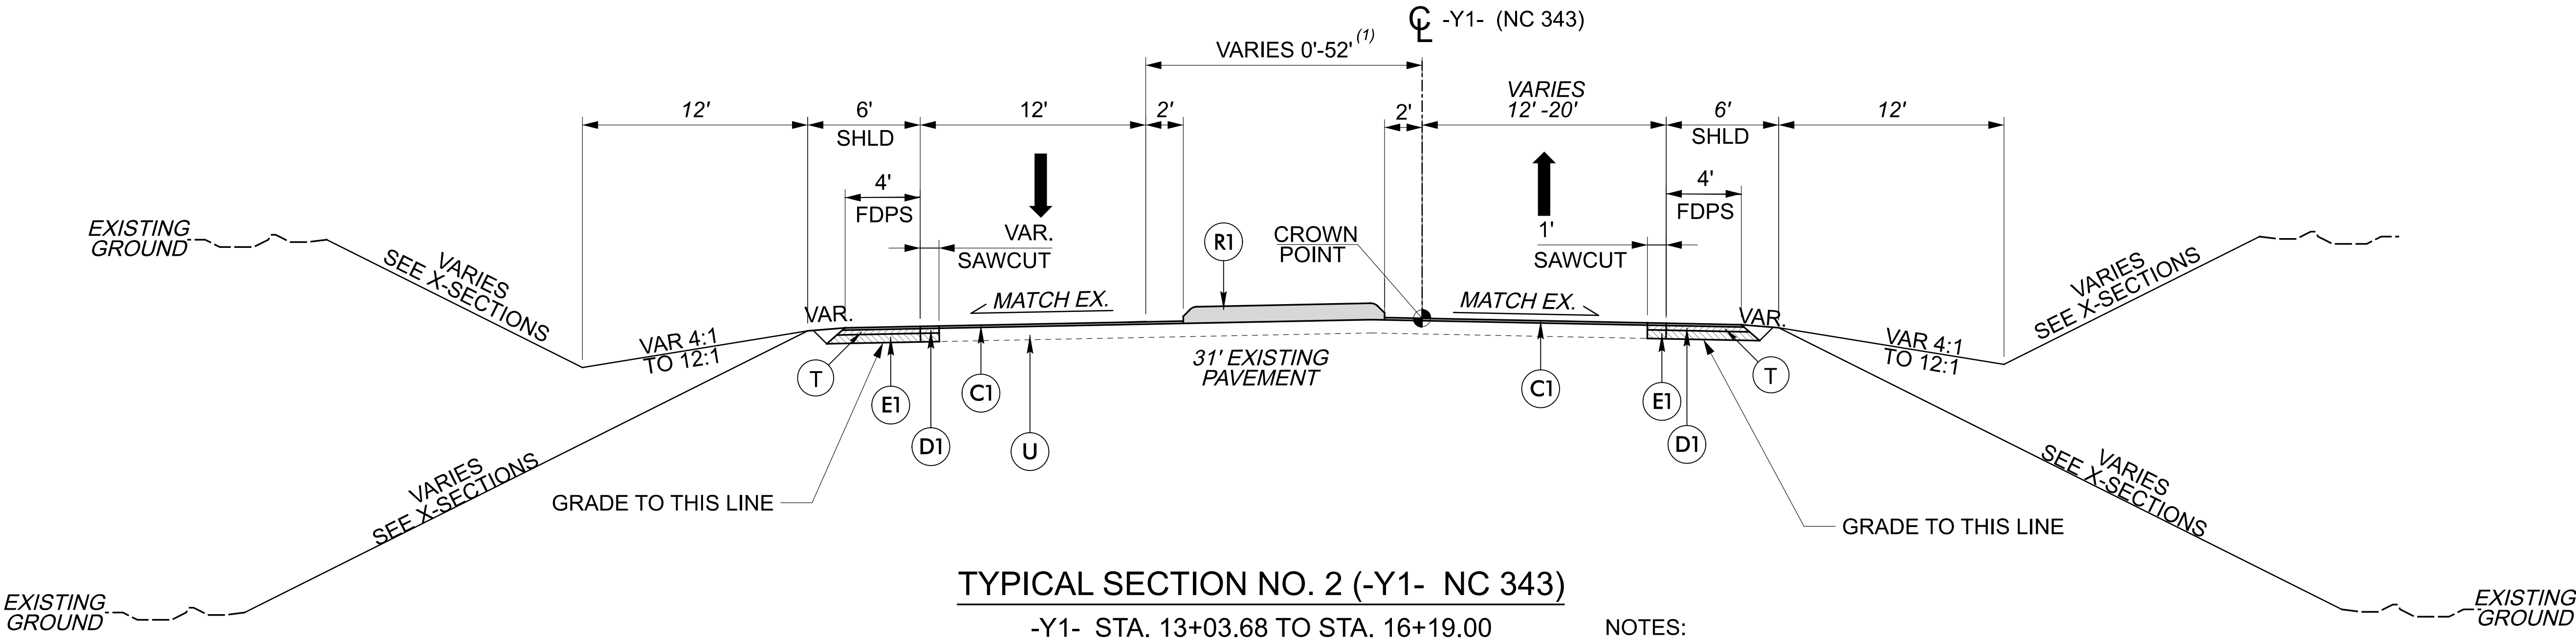 CL -Y1- (NC 343)
VARIES 0'-52' (1)
12'
6'
SHLD
12'
2'
2'
VARIES
12' -20'
6'
SHLD
12'
4'
FDPS
4'
FDPS
VAR.
SAWCUT
1'
SAWCUT
R1
CROWN
POINT
EXISTING
GROUND
VARIES
SEE X-SECTIONS
VARIES
SEE X-SECTIONS
VAR.
MATCH EX.
MATCH EX.
VAR.
VAR 4:1
TO 12:1
31' EXISTING
PAVEMENT
VAR 4:1
TO 12:1
T
E1
D1
C1
U
C1
E1
D1
T
VARIES
SEE X-SECTIONS
GRADE TO THIS LINE
VARIES
SEE X-SECTIONS
GRADE TO THIS LINE
EXISTING
GROUND
EXISTING
GROUND
TYPICAL SECTION NO. 2 (-Y1- NC 343)
-Y1- STA. 13+03.68 TO STA. 16+19.00
NOTES: